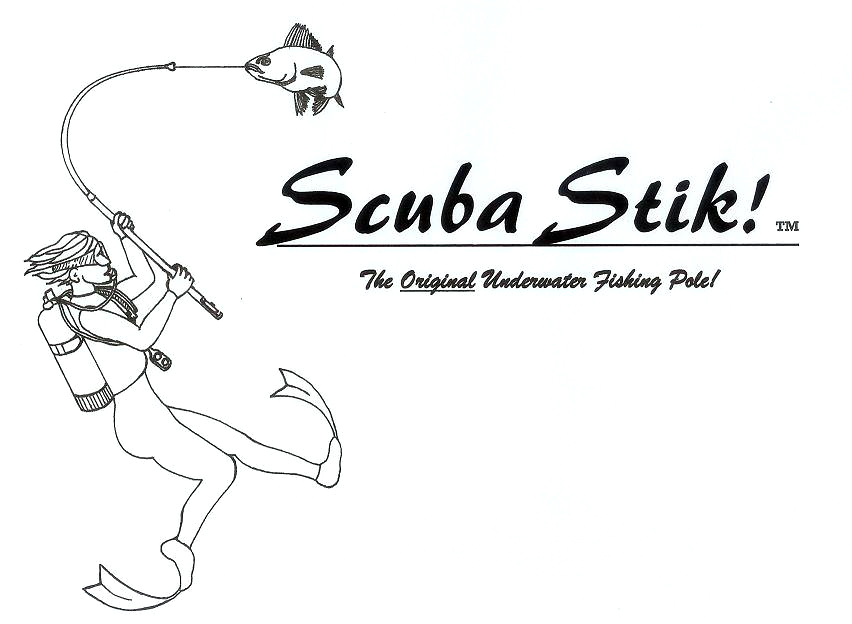 Scuba Stik! TM
The Original Underwater Fishing Pole!